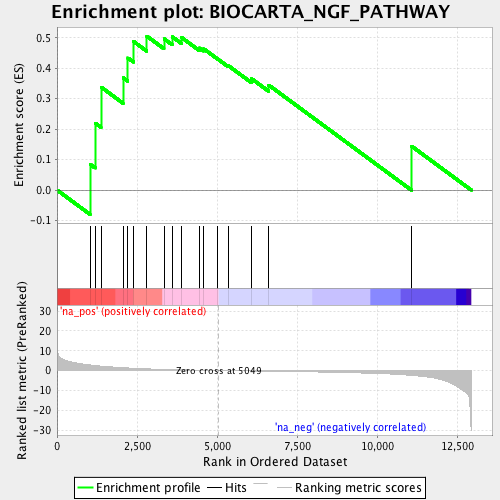 Enrichment plot: BIOCARTA_NGF_PATHWAY
Enrichment score (ES)
0.5
0.4
0.3
0.2
0.1
0.0
-0.1
'na_pos' (positively correlated)
Ranked list metric (PreRanked)
30
20
10
0
-10
-20
-30
Zero cross at 5049
'na_neg' (negatively correlated)
0
2,500
5,000
7,500
10,000
12,500
Rank in Ordered Dataset
Enrichment profile
Hits
Ranking metric scores